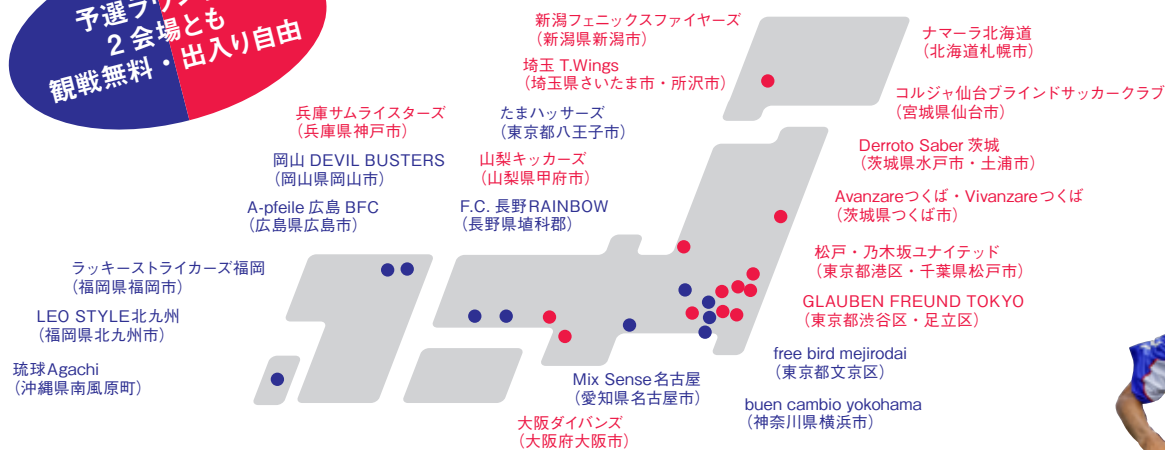 予選ラウンド
2 会場とも
観戦無料・出入り自由
新潟フェニックスファイヤーズ
（新潟県新潟市）
埼玉 T.Wings
（埼玉県さいたま市・所沢市）
兵庫サムライスターズ
（兵庫県神戸市）
たまハッサーズ
（東京都八王子市）
岡山 DEVIL BUSTERS
（岡山県岡山市）
山梨キッカーズ
（山梨県甲府市）
A-pfeile 広島 BFC
（広島県広島市）
F.C. 長野RAINBOW
（長野県埴科郡）
ラッキーストライカーズ福岡
（福岡県福岡市）
LEO STYLE北九州
（福岡県北九州市）
琉球Agachi
（沖縄県南風原町）
ナマーラ北海道
（北海道札幌市）
コルジャ仙台ブラインドサッカークラブ
（宮城県仙台市）
Derroto Saber 茨城
（茨城県水戸市・土浦市）
Avanzareつくば・Vivanzareつくば
（茨城県つくば市）
松戸・乃木坂ユナイテッド
（東京都港区・千葉県松戸市）
GLAUBEN FREUND TOKYO
（東京都渋谷区・足立区）
free bird mejirodai
（東京都文京区）
buen cambio yokohama
（神奈川県横浜市）
Mix Sense名古屋
（愛知県名古屋市）
大阪ダイバンズ
（大阪府大阪市）